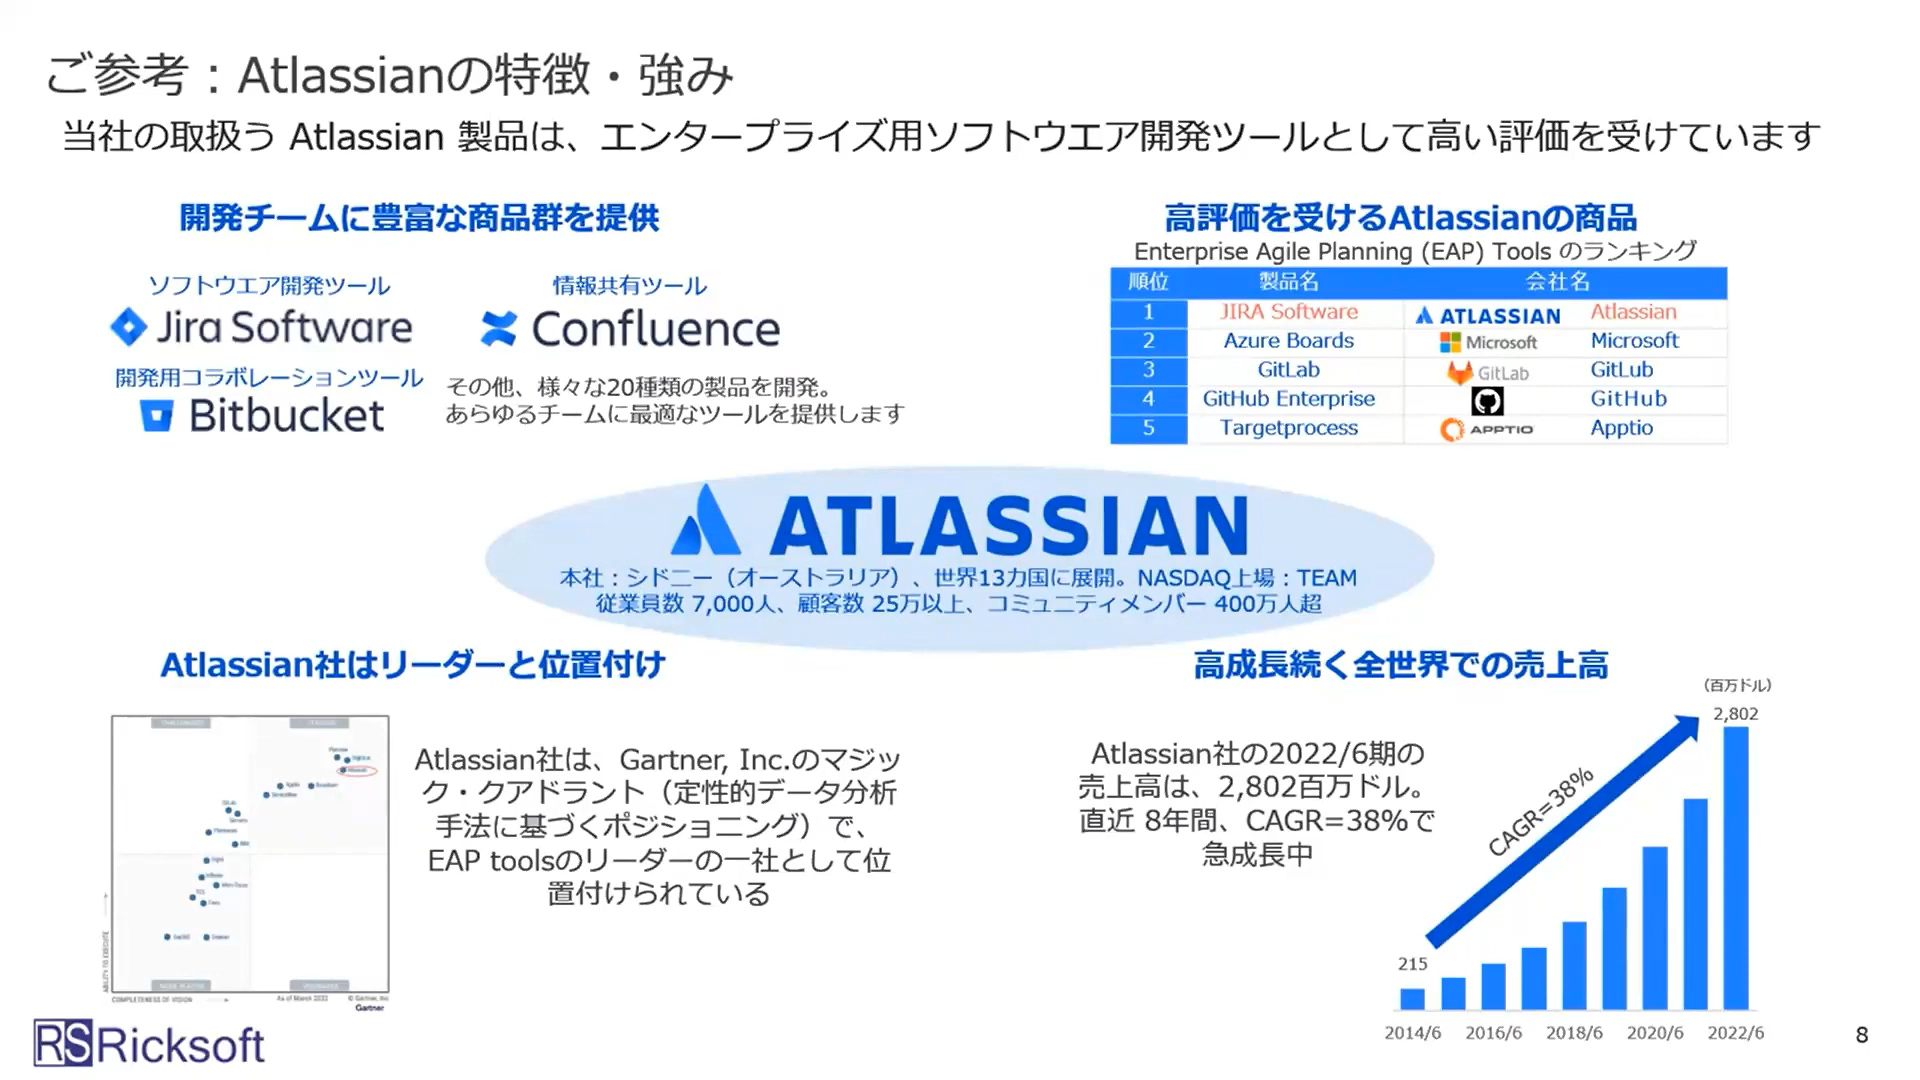 ご参考：Atlassianの特徴・強み
当社の取扱う Atlassian 製品は、エンタープライズ用ソフトウエア開発ツールとして高い評価を受けています
開発チームに豊富な商品群を提供
ソフトウエア開発ツール
Jira Software
情報共有ツール
Confluence
開発用コラボレーションツール
Bitbucket
その他、様々な20種類の製品を開発。
あらゆるチームに最適なツールを提供します
高評価を受けるAtlassianの商品
Enterprise Agile Planning (EAP) Tools のランキング
順位 製品名 会社名
1 JIRA Software ATLASSIAN Atlassian
2 Azure Boards Microsoft Microsoft
3 GitLab GitLab GitLub
4 GitHub Enterprise GitHub
5 Targetprocess APPTIO Apptio
ATLASSIAN
本社：シドニー（オーストラリア）、世界13カ国に展開。NASDAQ上場：TEAM
従業員数 7,000人、顧客数 25万以上、コミュニティメンバー 400万人超
Atlassian社はリーダーと位置付け
ABILITY TO EXECUTE
COMPLETENESS OF VISION
As of March 2022
© Gartner, Inc
Gartner
Atlassian社は、Gartner, Inc.のマジッ
ク・クアドラント（定性的データ分析
手法に基づくポジショニング）で、
EAP toolsのリーダーの一社として位
置付けられている
高成長続く全世界での売上高
Atlassian社の2022/6期の
売上高は、2,802百万ドル。
直近 8年間、CAGR=38%で
急成長中
（百万ドル）
2,802
CAGR=38%
215
2014/6 2016/6 2018/6 2020/6 2022/6
RS Ricksoft
8